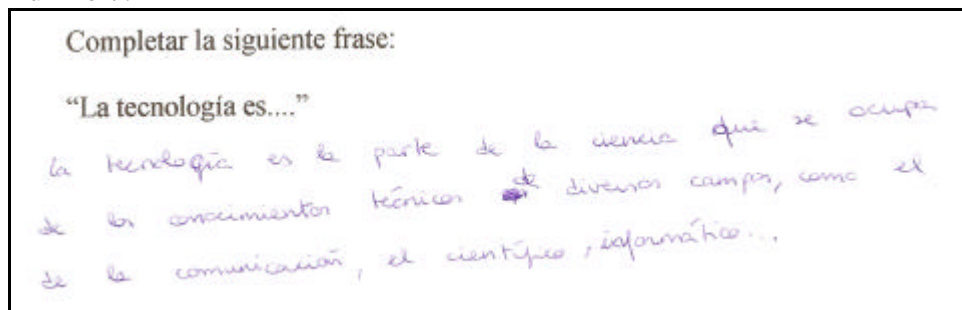 Completar la siguiente frase:
“La tecnología es....”
La tecnología es la parte de la ciencia que se ocupa
de los conocimientos técnicos de diversos campos, como el
de la comunicación, el científico, informático...